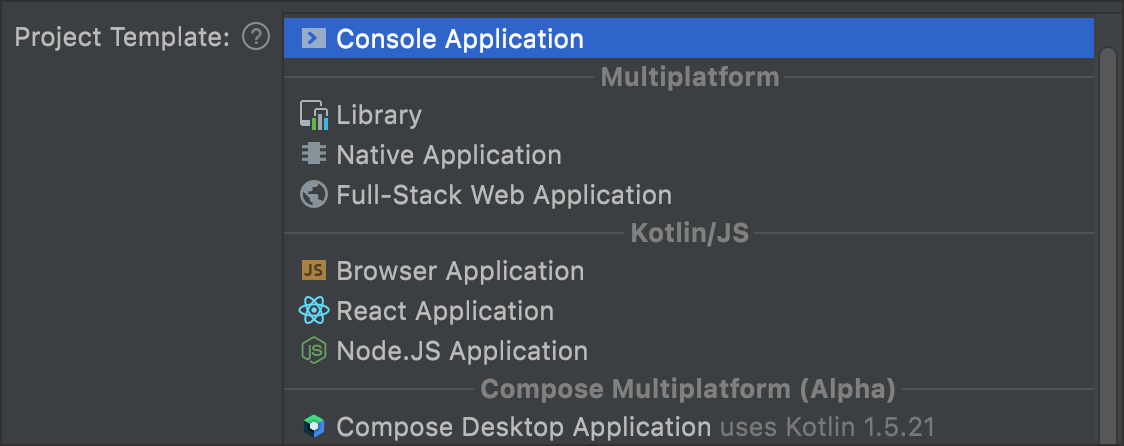 Project Template: ?
Console Application
Multiplatform
Library
Native Application
Full-Stack Web Application
Kotlin/JS
JS Browser Application
React Application
JS Node.JS Application
Compose Multiplatform (Alpha)
Compose Desktop Application uses Kotlin 1.5.21